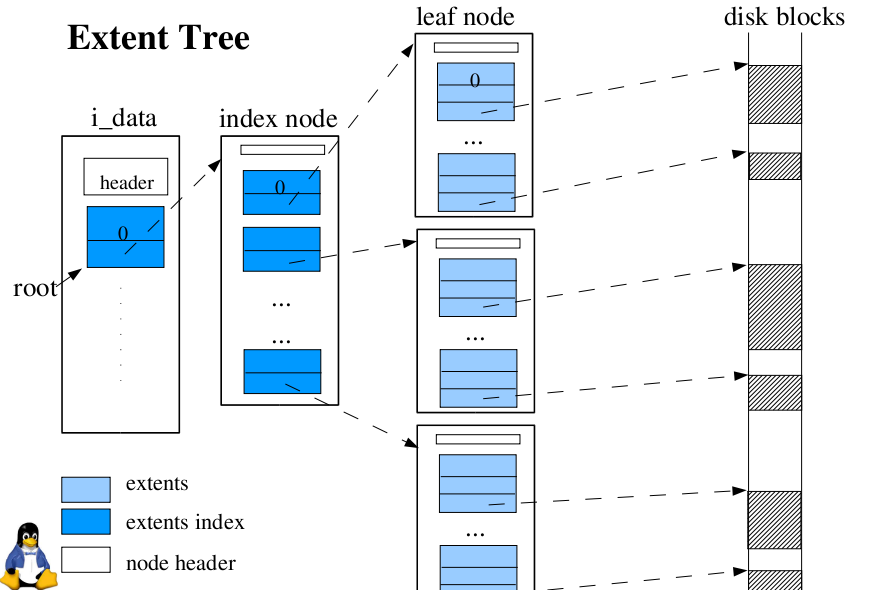 Extent Tree
leaf node
disk blocks
i_data
index node
header
0
root
0
...
...
0
...
...
...
extents
extents index
node header